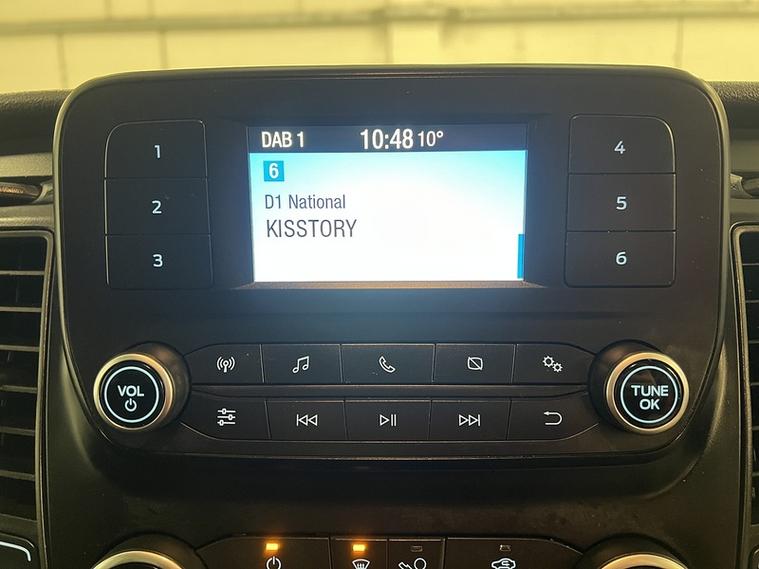 DAB 1 10:48 10°
6
D1 National
KISSTORY
1
2
3
4
5
6
VOL
TUNE
OK